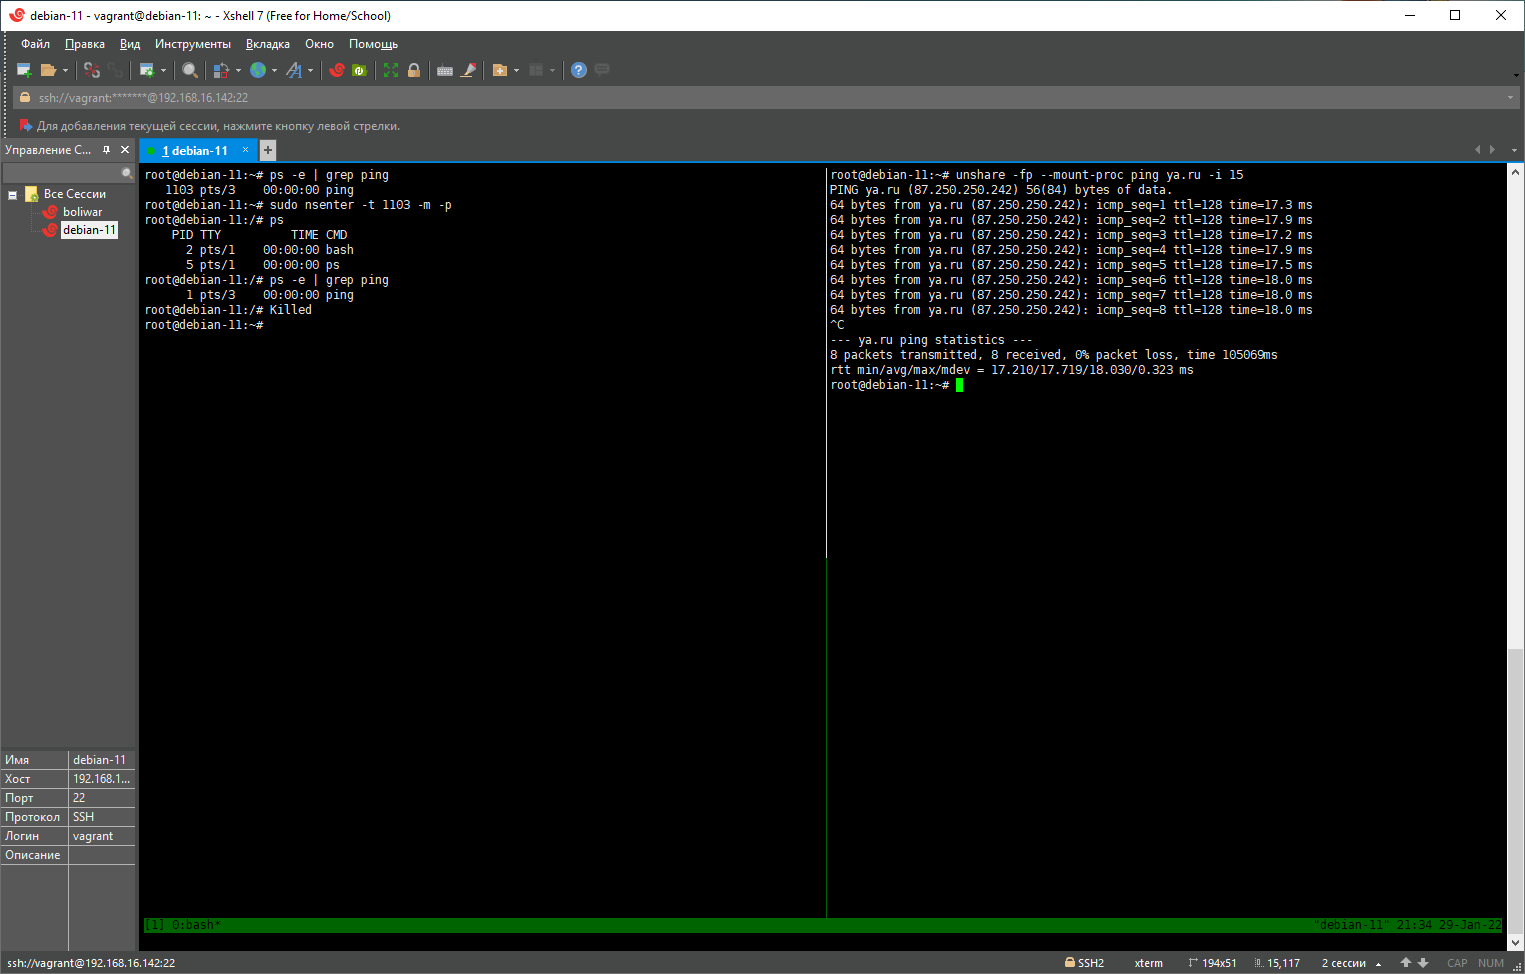 debian-11 - vagrant@debian-11: ~ - Xshell 7 (Free for Home/School)
Файл Правка Вид Инструменты Вкладка Окно Помощь
ssh://vagrant:*******@192.168.16.142:22
Для добавления текущей сессии, нажмите кнопку левой стрелки.
Управление С...
1 debian-11
Все Сессии
boliwar
debian-11
Имя debian-11
Хост 192.168.1...
Порт 22
Протокол SSH
Логин vagrant
Описание
root@debian-11:~# ps -e | grep ping
   1103 pts/3    00:00:00 ping
root@debian-11:~# sudo nsenter -t 1103 -m -p
root@debian-11:/# ps
    PID TTY          TIME CMD
      2 pts/1    00:00:00 bash
      5 pts/1    00:00:00 ps
root@debian-11:/# ps -e | grep ping
      1 pts/3    00:00:00 ping
root@debian-11:/# Killed
root@debian-11:~#
root@debian-11:~# unshare -fp --mount-proc ping ya.ru -i 15
PING ya.ru (87.250.250.242) 56(84) bytes of data.
64 bytes from ya.ru (87.250.250.242): icmp_seq=1 ttl=128 time=17.3 ms
64 bytes from ya.ru (87.250.250.242): icmp_seq=2 ttl=128 time=17.9 ms
64 bytes from ya.ru (87.250.250.242): icmp_seq=3 ttl=128 time=17.2 ms
64 bytes from ya.ru (87.250.250.242): icmp_seq=4 ttl=128 time=17.9 ms
64 bytes from ya.ru (87.250.250.242): icmp_seq=5 ttl=128 time=17.5 ms
64 bytes from ya.ru (87.250.250.242): icmp_seq=6 ttl=128 time=18.0 ms
64 bytes from ya.ru (87.250.250.242): icmp_seq=7 ttl=128 time=18.0 ms
64 bytes from ya.ru (87.250.250.242): icmp_seq=8 ttl=128 time=18.0 ms
^C
--- ya.ru ping statistics ---
8 packets transmitted, 8 received, 0% packet loss, time 105069ms
rtt min/avg/max/mdev = 17.210/17.719/18.030/0.323 ms
root@debian-11:~#
[1] 0:bash* "debian-11" 21:34 29-Jan-22
ssh://vagrant@192.168.16.142:22 SSH2 xterm 194x51 15,117 2 сессии CAP NUM